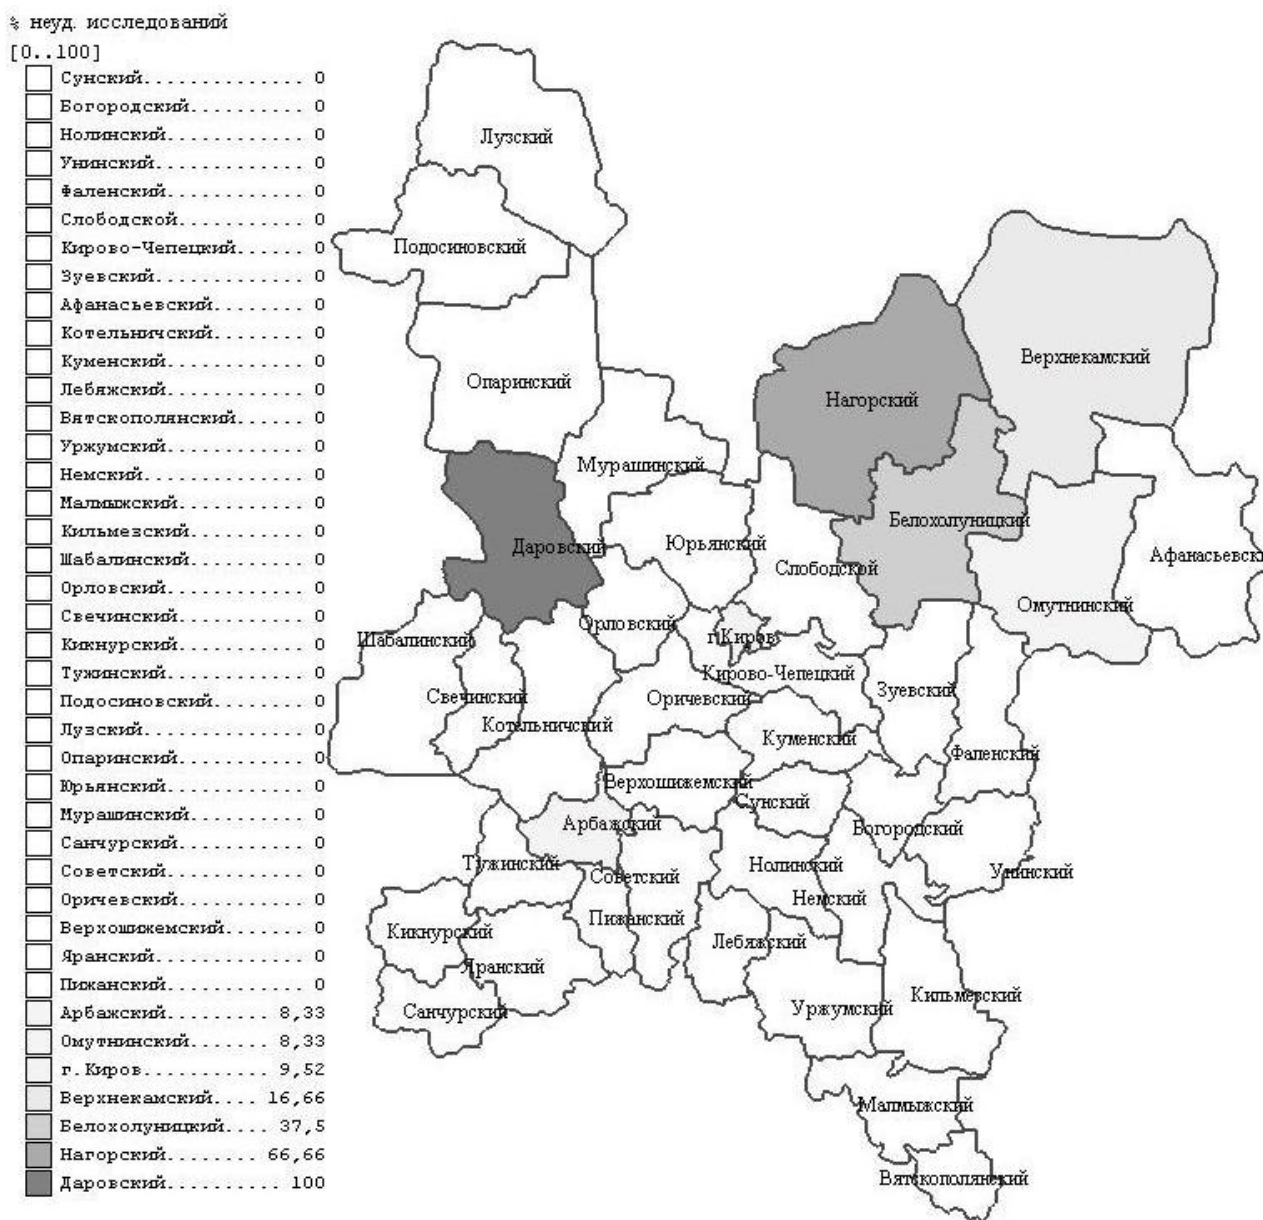 % неуд. исследований
[0..100]
Сунский.............. 0
Богородский.......... 0
Нолинский............ 0
Унинский............. 0
Фаленский............ 0
Слободской........... 0
Кирово-Чепецкий...... 0
Зуевский............. 0
Афанасьевский........ 0
Котельничский........ 0
Куменский............ 0
Лебяжский............ 0
Вятскополянский...... 0
Уржумский............ 0
Немский.............. 0
Малмыжский........... 0
Кильмезский.......... 0
Шабалинский.......... 0
Орловский............ 0
Свечинский........... 0
Кикнурский........... 0
Тужинский............ 0
Подосиновский........ 0
Лузский.............. 0
Опаринский........... 0
Юрьянский............ 0
Мурашинский.......... 0
Санчурский........... 0
Советский............ 0
Оричевский........... 0
Верхошижемский....... 0
Яранский............. 0
Пижанский............ 0
Арбажский......... 8,33
Омутнинский....... 8,33
г.Киров........... 9,52
Верхнекамский.... 16,66
Белохолуницкий.... 37,5
Нагорский........ 66,66
Даровский.......... 100
Лузский
Подосиновский
Опаринский
Верхнекамский
Нагорский
Мурашинский
Белохолуницкий
Юрьянский
Даровский
Слободской
Афанасьевски
Омутнинский
Орловский
Шабалинский
г.Киров
Кирово-Чепецкий
Зуевский
Свечинский
Оричевский
Котельничский
Куменский
Фаленский
Верхошижемский
Сунский
Арбажский
Богородский
Тужинский
Советский
Нолинский
Унинский
Немский
Пижанский
Кикнурский
Лебяжский
Яранский
Кильмезский
Санчурский
Уржумский
Малмыжский
Вятскополянский